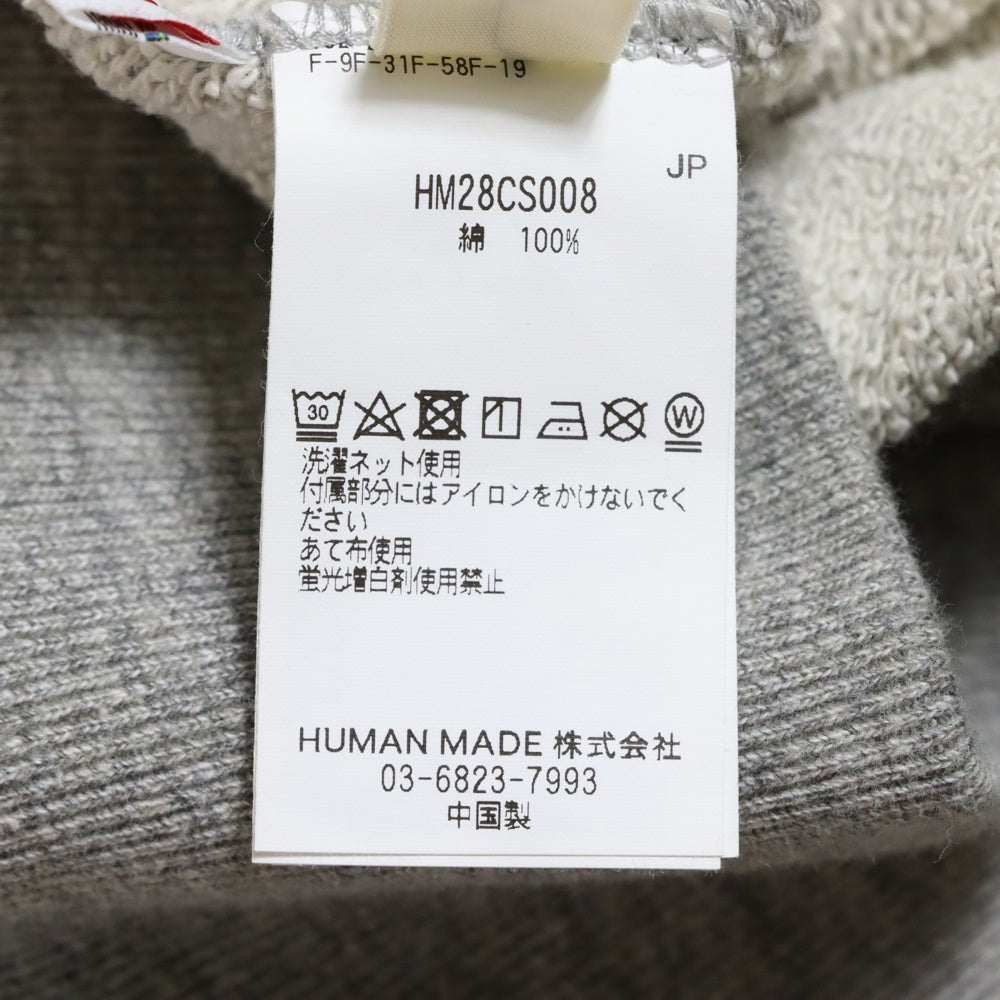 F-9F-31F-58F-19
JP
HM28CS008
綿 100%
30
W
洗濯ネット使用
付属部分にはアイロンをかけないでく
ださい
あて布使用
蛍光増白剤使用禁止
HUMAN MADE 株式会社
03-6823-7993
中国製